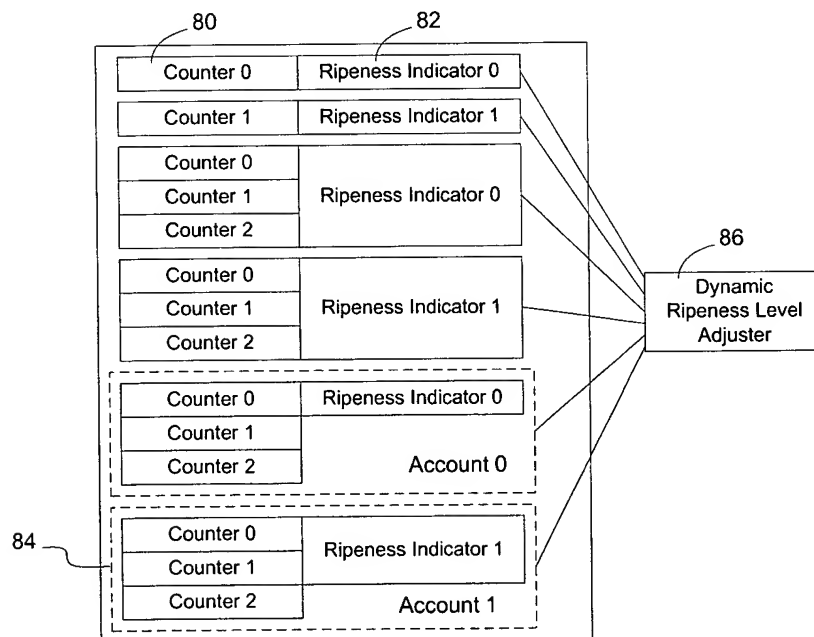 80
82
Counter 0 Ripeness Indicator 0
Counter 1 Ripeness Indicator 1
Counter 0
Counter 1
Counter 2
Ripeness Indicator 0
Counter 0
Counter 1
Counter 2
Ripeness Indicator 1
86
Dynamic
Ripeness Level
Adjuster
Counter 0 Ripeness Indicator 0
Counter 1
Counter 2
Account 0
84
Counter 0
Counter 1
Counter 2
Ripeness Indicator 1
Account 1